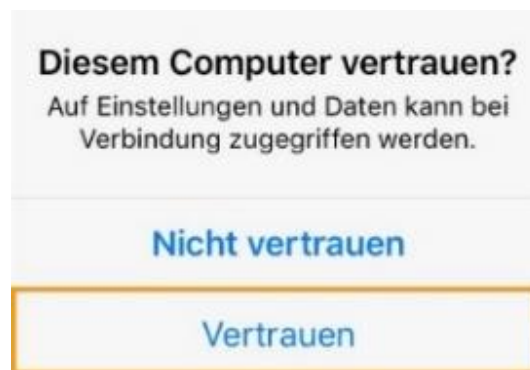 Diesem Computer vertrauen?
Auf Einstellungen und Daten kann bei
Verbindung zugegriffen werden.
Nicht vertrauen
Vertrauen